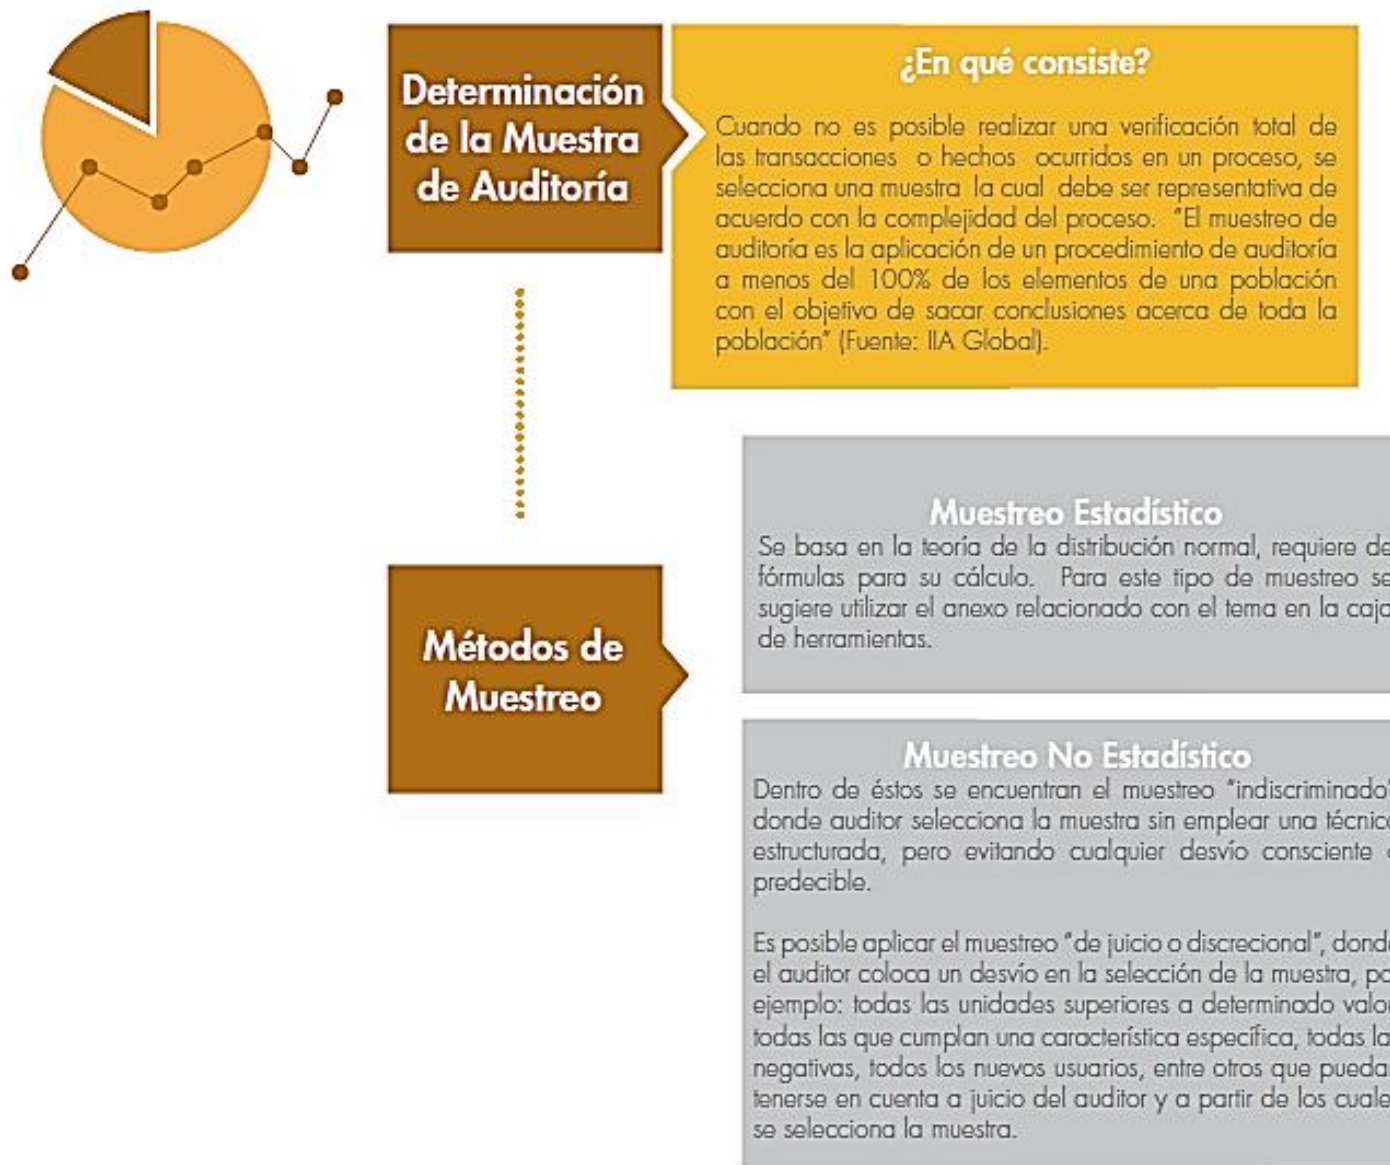 Determinación
de la Muestra
de Auditoría
¿En qué consiste?
Cuando no es posible realizar una verificación total de
las transacciones o hechos ocurridos en un proceso, se
selecciona una muestra la cual debe ser representativa de
acuerdo con la complejidad del proceso. "El muestreo de
auditoría es la aplicación de un procedimiento de auditoría
a menos del 100% de los elementos de una población
con el objetivo de sacar conclusiones acerca de toda la
población" (Fuente: IIA Global).
Métodos de
Muestreo
Muestreo Estadístico
Se basa en la teoría de la distribución normal, requiere de
fórmulas para su cálculo. Para este tipo de muestreo se
sugiere utilizar el anexo relacionado con el tema en la caja
de herramientas.
Muestreo No Estadístico
Dentro de éstos se encuentran el muestreo "indiscriminado"
donde auditor selecciona la muestra sin emplear una técnica
estructurada, pero evitando cualquier desvío consciente
predecible.
Es posible aplicar el muestreo "de juicio o discrecional", donde
el auditor coloca un desvío en la selección de la muestra,
ejemplo: todas las unidades superiores a determinado valor
todas las que cumplan una característica específica, todas
negativas, todos los nuevos usuarios, entre otros que
tenerse en cuenta a juicio del auditor y a partir de los
se selecciona la muestra.